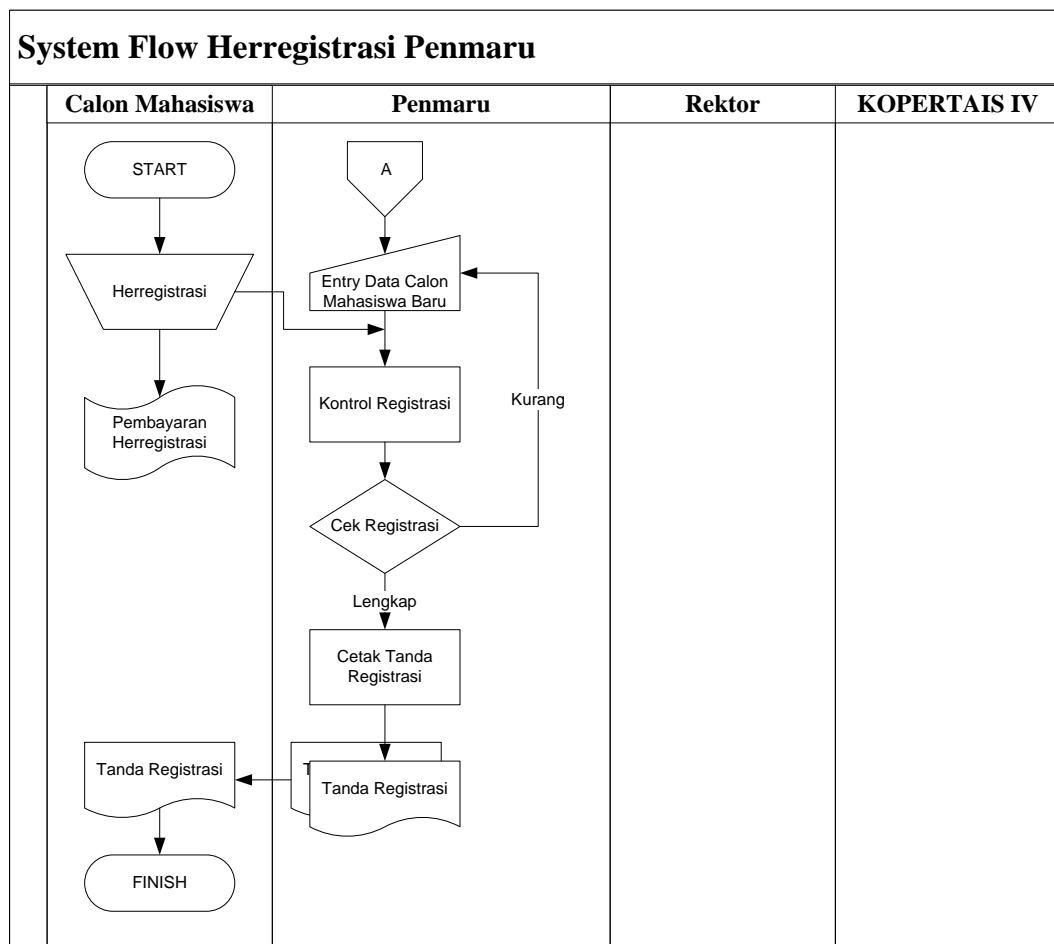 System Flow Herregistrasi Penmaru
Calon Mahasiswa
Penmaru
Rektor
KOPERTAIS IV
START
A
Herregistrasi
Entry Data Calon
Mahasiswa Baru
Pembayaran
Herregistrasi
Kontrol Registrasi
Kurang
Cek Registrasi
Lengkap
Cetak Tanda
Registrasi
Tanda Registrasi
T
Tanda Registrasi
FINISH